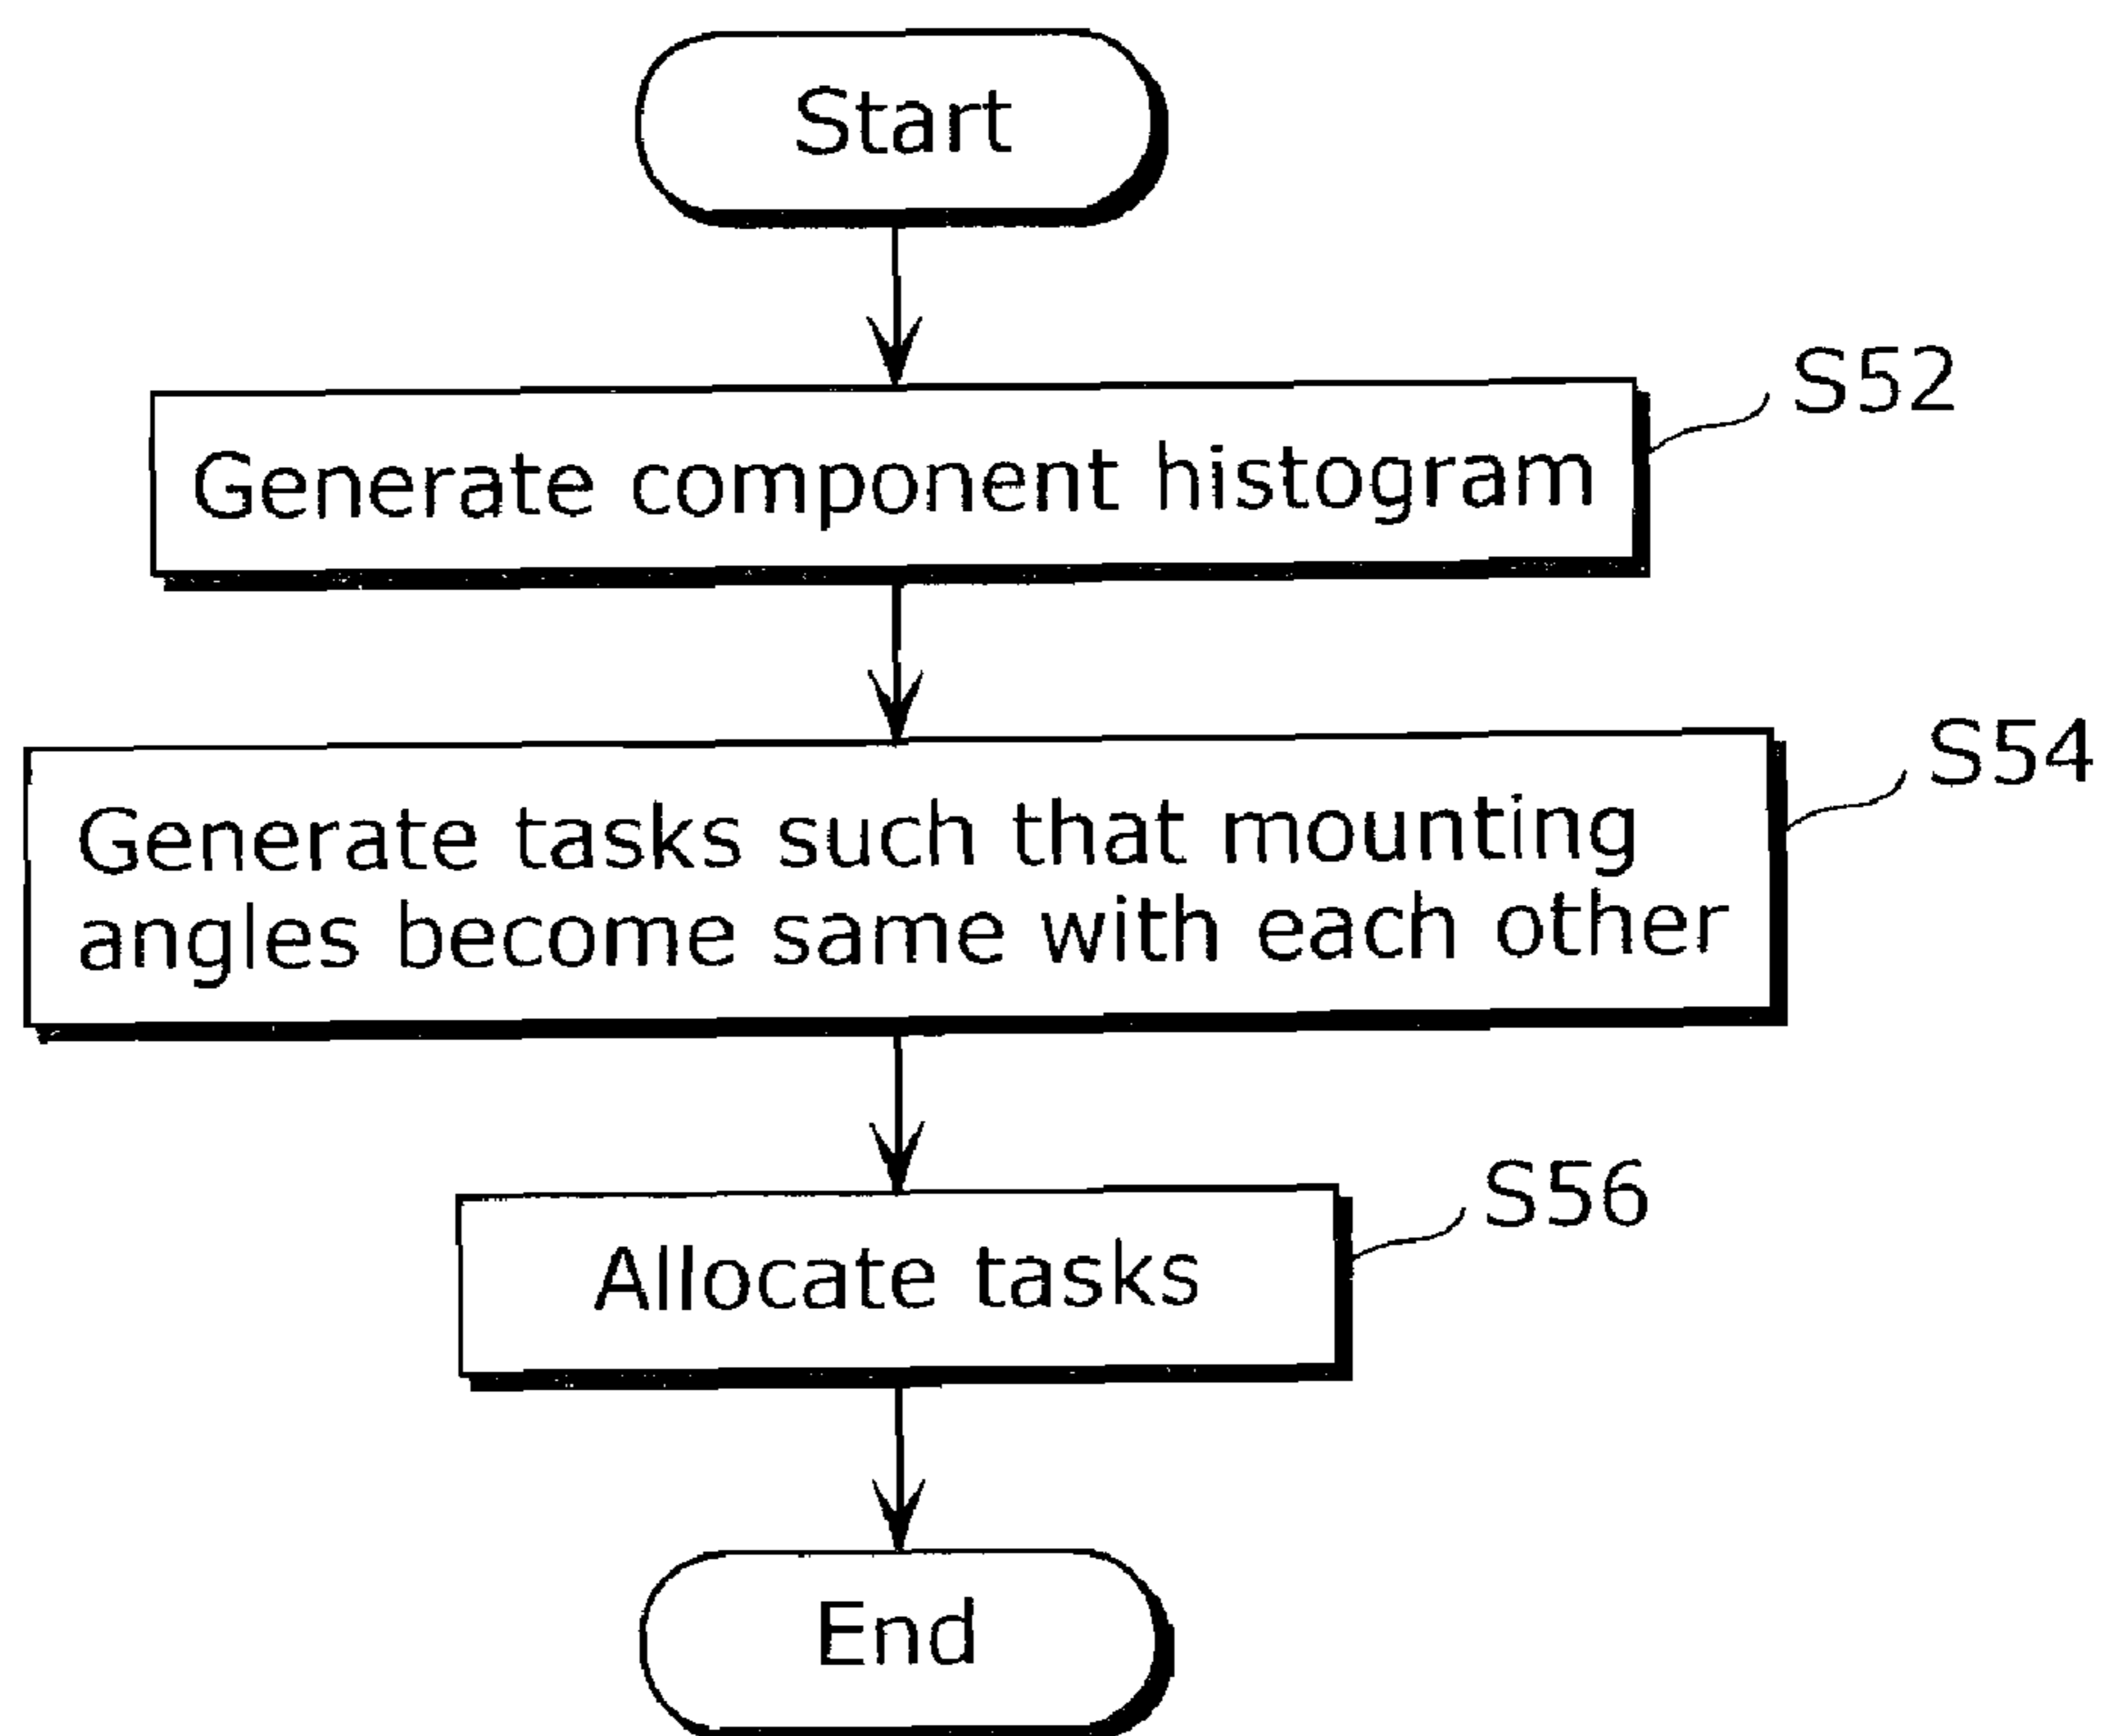 Start
S52
Generate component histogram
S54
Generate tasks such that mounting
angles become same with each other
S56
Allocate tasks
End